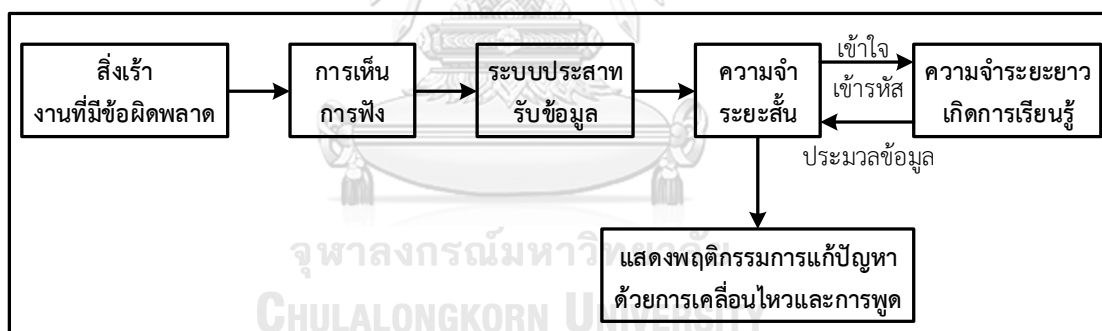 สิ่งเร้า
งานที่มีข้อผิดพลาด
การเห็น
การฟัง
ระบบประสาท
รับข้อมูล
ความจำ
ระยะสั้น
เข้าใจ
เข้ารหัส
ประมวลข้อมูล
ความจำระยะยาว
เกิดการเรียนรู้
แสดงพฤติกรรมการแก้ปัญหา
ด้วยการเคลื่อนไหวและการพูด
จุฬาลงกรณ์มหาวิทยาลัย
CHULALONGKORN UNIVERSITY